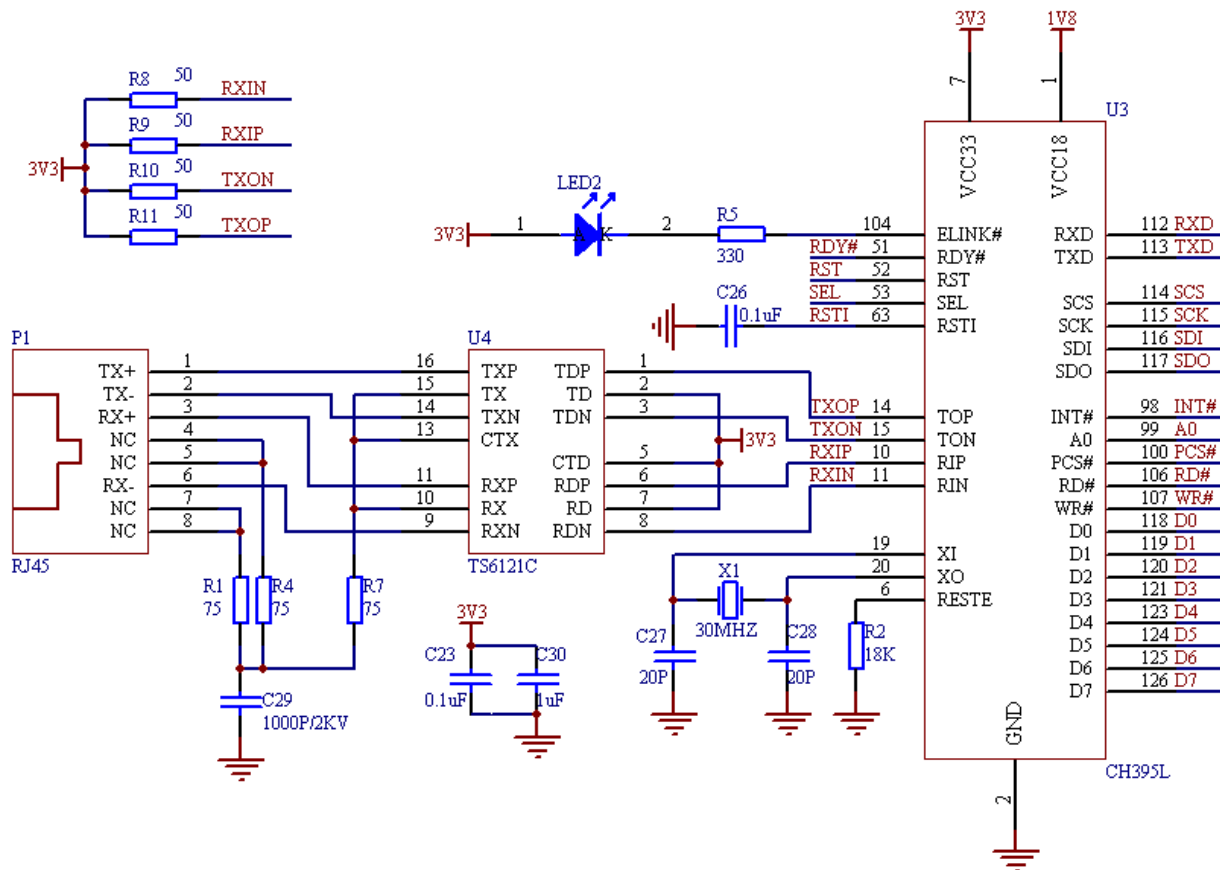 3V3
1V8
7
1
U3
R8 50 RXIN
R9 50 RXIP
3V3
R10 50 TXON
R11 50 TXOP
VCC33
VCC18
LED2
3V3 1 A K 2 R5 330 104 ELINK#
RDY# 51 RDY#
RST 52 RST
SEL 53 SEL
C26 0.1uF RSTI 63 RSTI
RXD 112 RXD
TXD 113 TXD
SCS 114 SCS
SCK 115 SCK
SDI 116 SDI
SDO 117 SDO
INT# 98 INT#
A0 99 A0
PCS# 100 PCS#
RD# 106 RD#
WR# 107 WR#
D0 118 D0
D1 119 D1
D2 120 D2
D3 121 D3
D4 123 D4
D5 124 D5
D6 125 D6
D7 126 D7
P1
TX+ 1
TX- 2
RX+ 3
NC 4
NC 5
RX- 6
NC 7
NC 8
RJ45
U4
16 TXP TDP 1
15 TX TD 2
14 TXN TDN 3
13 CTX
CTD 5
11 RXP RDP 6
10 RX RD 7
9 RXN RDN 8
TS6121C
3V3
TXOP 14 TOP
TXON 15 TON
RXIP 10 RIP
RXIN 11 RIN
19 XI
20 XO
6 RESTE
X1
30MHZ
R1
75
R4
75
R7
75
C29
1000P/2KV
3V3
C23
0.1uF
C30
1uF
C27
20P
C28
20P
R2
18K
GND
2
CH395L